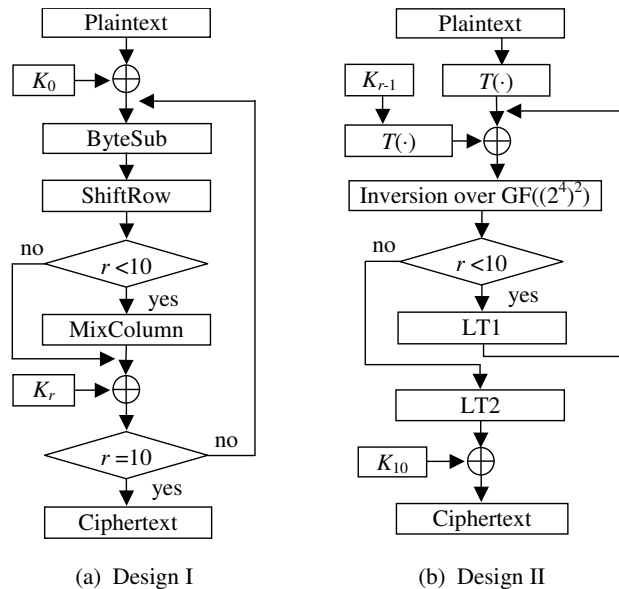 Plaintext
K0
ByteSub
ShiftRow
no
r <10
yes
MixColumn
Kr
no
r =10
yes
Ciphertext
(a) Design I
Plaintext
Kr-1
T(·)
T(·)
Inversion over GF((2^4)^2)
no
r <10
yes
LT1
LT2
K10
Ciphertext
(b) Design II